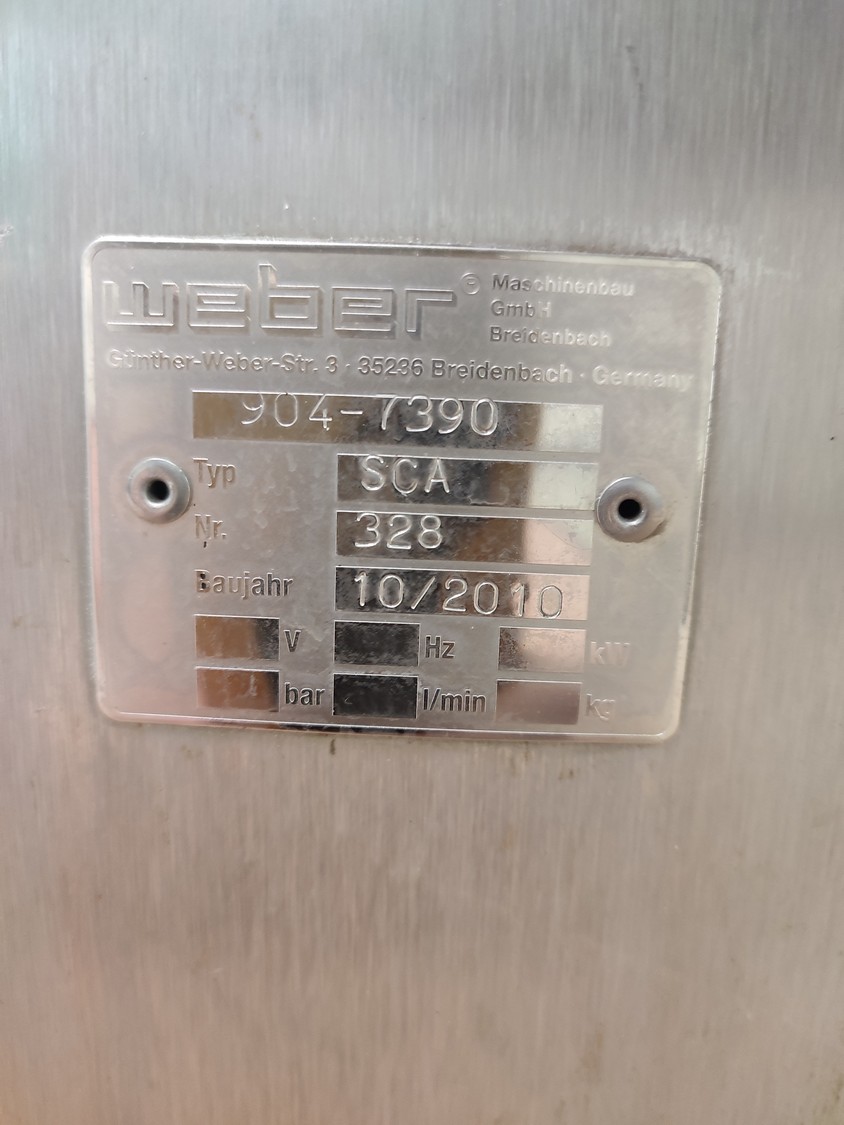 weber® Maschinenbau
GmbH
Breidenbach
Günther-Weber-Str. 3 · 35236 Breidenbach · Germany
904-7390
Typ SCA
Nr. 328
Baujahr 10/2010
V Hz kW
bar l/min kg